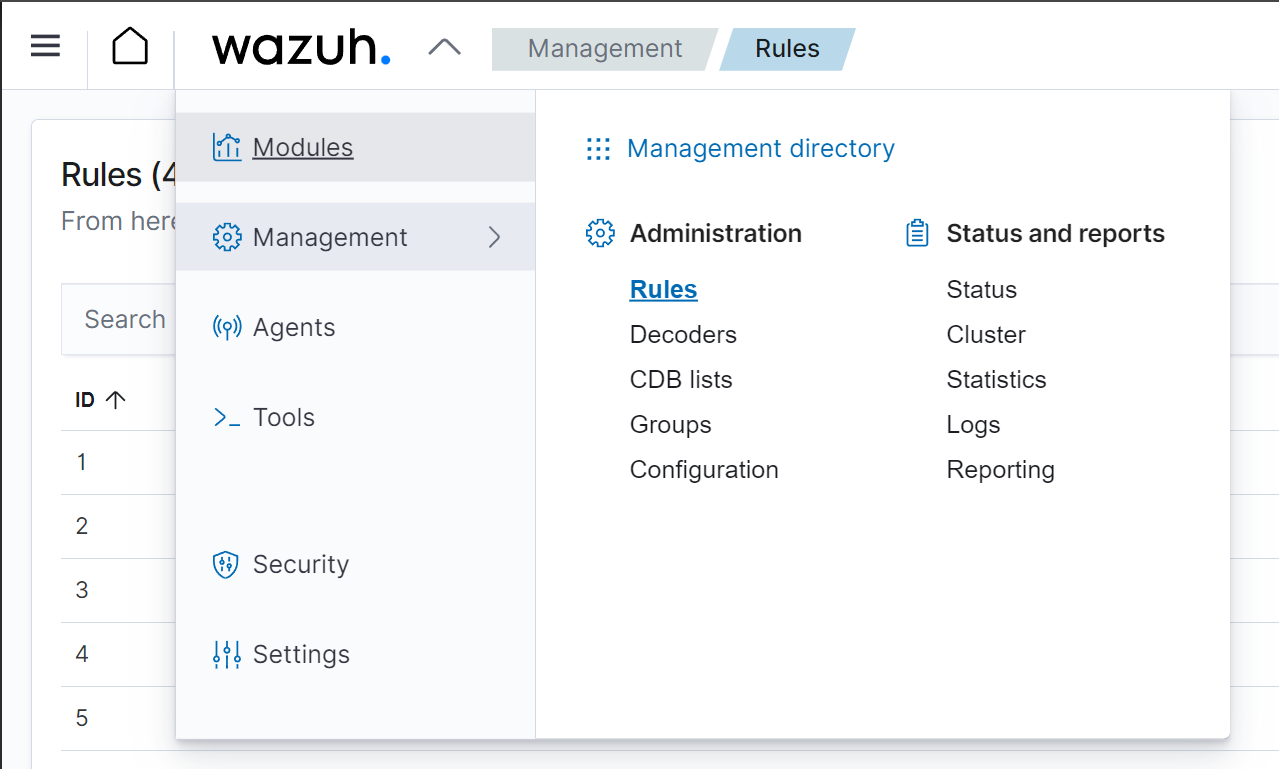 wazuh.
Management
Rules
Rules (4
From here
Search
ID
1
2
3
4
5
Modules
Management
Agents
Tools
Security
Settings
Management directory
Administration
Rules
Decoders
CDB lists
Groups
Configuration
Status and reports
Status
Cluster
Statistics
Logs
Reporting